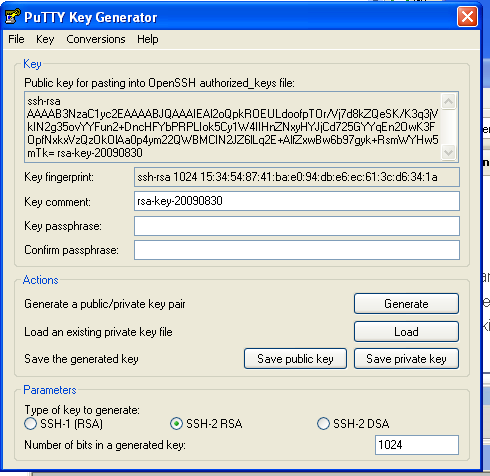 PuTTY Key Generator
File Key Conversions Help
Key
Public key for pasting into OpenSSH authorized_keys file:
ssh-rsa
AAAAB3NzaC1yc2EAAAABJQAAAIEAl2oQpkROEULdoofpTOr/Vj7d8kZQeSK/K3q3jV
kIN2g35ovYYFun2+DncHFYbPRPLIok5Cy1W4IIHnZNxyHYJjCd725GYYqEn2OwK3F
OpfNxkxVzQzOkOIAa0p4ym22QWBMCIN2JZ6lLq2E+AIfZxwBw6b97gyk+RsmWYHw5
mTk= rsa-key-20090830
Key fingerprint: ssh-rsa 1024 15:34:54:87:41:ba:e0:94:db:e6:ec:61:3c:d6:34:1a
Key comment: rsa-key-20090830
Key passphrase:
Confirm passphrase:
Actions
Generate a public/private key pair Generate
Load an existing private key file Load
Save the generated key Save public key Save private key
Parameters
Type of key to generate:
SSH-1 (RSA) SSH-2 RSA SSH-2 DSA
Number of bits in a generated key: 1024